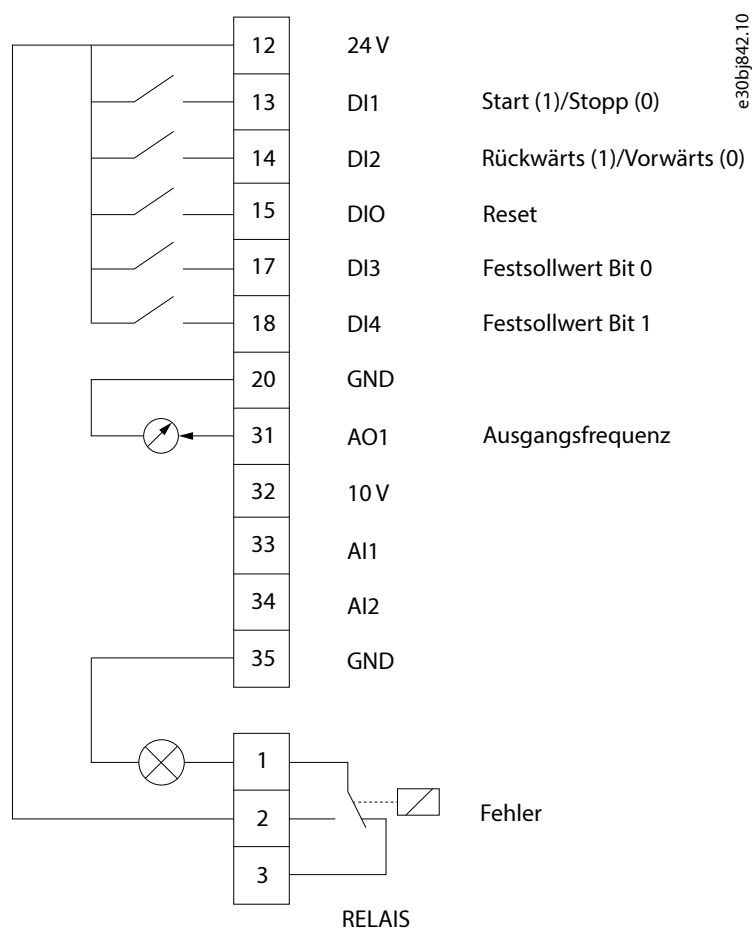 e30bj842.10
12 24 V
13 DI1 Start (1)/Stopp (0)
14 DI2 Rückwärts (1)/Vorwärts (0)
15 DIO Reset
17 DI3 Festsollwert Bit 0
18 DI4 Festsollwert Bit 1
20 GND
31 AO1 Ausgangsfrequenz
32 10 V
33 AI1
34 AI2
35 GND
1
2 Fehler
3
RELAIS